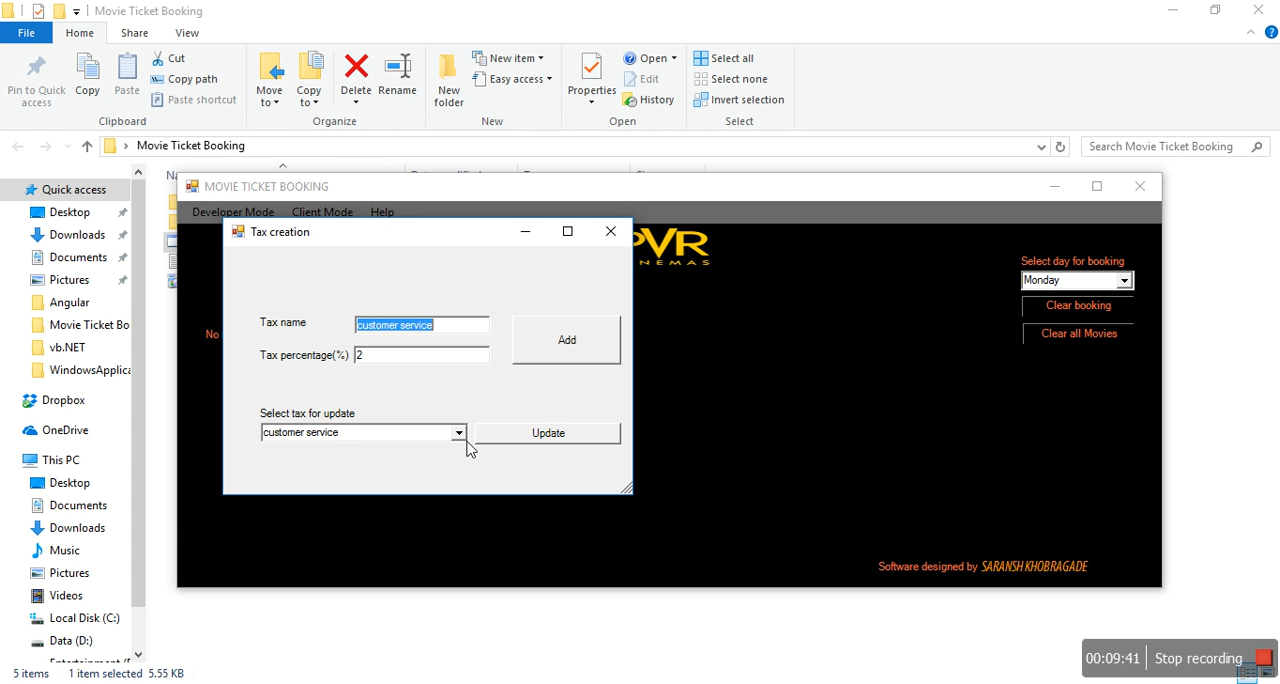 Movie Ticket Booking
File Home Share View
Pin to Quick access
Copy
Paste
Cut
Copy path
Paste shortcut
Clipboard
Move to
Copy to
Delete
Rename
Organize
New folder
New item
Easy access
New
Properties
Open
Edit
History
Open
Select all
Select none
Invert selection
Select
Movie Ticket Booking
Search Movie Ticket Booking
Quick access
Desktop
Downloads
Documents
Pictures
Angular
Movie Ticket Bo
vb.NET
WindowsApplica
Dropbox
OneDrive
This PC
Desktop
Documents
Downloads
Music
Pictures
Videos
Local Disk (C:)
Data (D:)
5 items 1 item selected 5.55 KB
MOVIE TICKET BOOKING
Developer Mode Client Mode Help
PVR
No
Select day for booking
Monday
Clear booking
Clear all Movies
Software designed by SARANSH KHOBRAGADE
Tax creation
Tax name customer service
Add
Tax percentage(%) 2
Select tax for update
customer service
Update
00:09:41 Stop recording